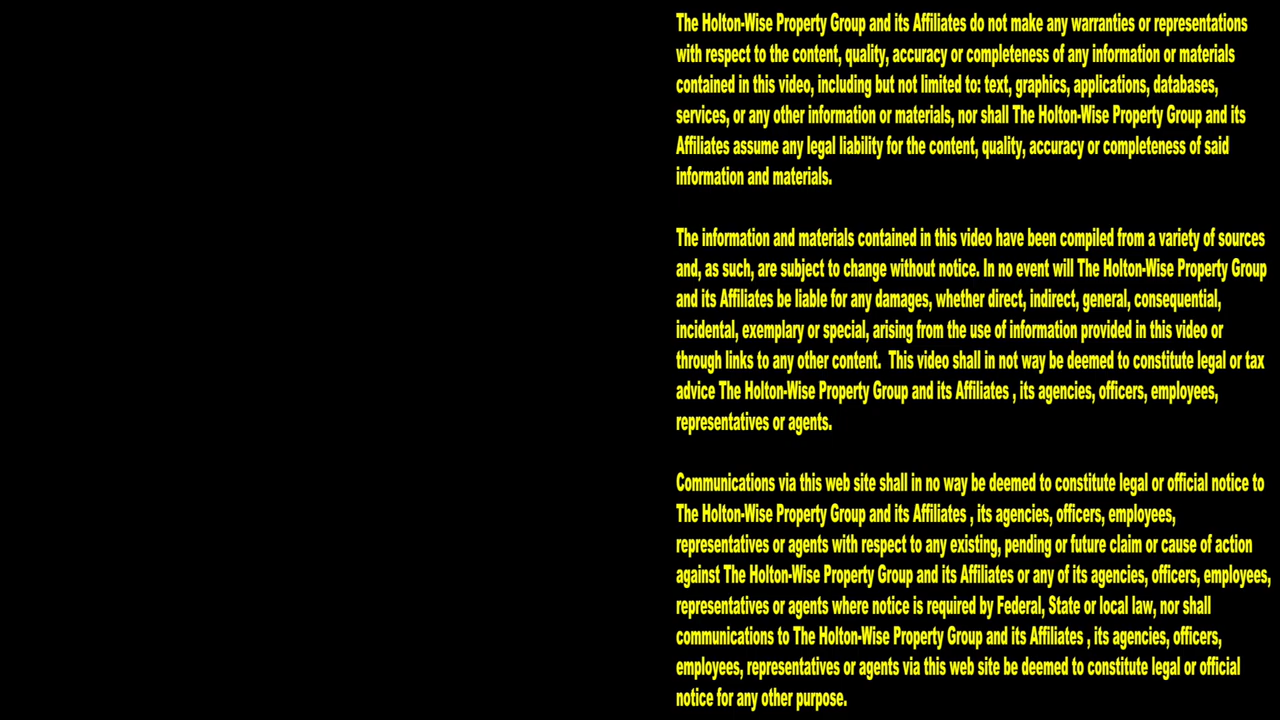 The Holton-Wise Property Group and its Affiliates do not make any warranties or representations
with respect to the content, quality, accuracy or completeness of any information or materials
contained in this video, including but not limited to: text, graphics, applications, databases,
services, or any other information or materials, nor shall The Holton-Wise Property Group and its
Affiliates assume any legal liability for the content, quality, accuracy or completeness of said
information and materials.
The information and materials contained in this video have been compiled from a variety of sources
and, as such, are subject to change without notice. In no event will The Holton-Wise Property Group
and its Affiliates be liable for any damages, whether direct, indirect, general, consequential,
incidental, exemplary or special, arising from the use of information provided in this video or
through links to any other content.  This video shall in not way be deemed to constitute legal or tax
advice The Holton-Wise Property Group and its Affiliates , its agencies, officers, employees,
representatives or agents.
Communications via this web site shall in no way be deemed to constitute legal or official notice to
The Holton-Wise Property Group and its Affiliates , its agencies, officers, employees,
representatives or agents with respect to any existing, pending or future claim or cause of action
against The Holton-Wise Property Group and its Affiliates or any of its agencies, officers, employees,
representatives or agents where notice is required by Federal, State or local law, nor shall
communications to The Holton-Wise Property Group and its Affiliates , its agencies, officers,
employees, representatives or agents via this web site be deemed to constitute legal or official
notice for any other purpose.